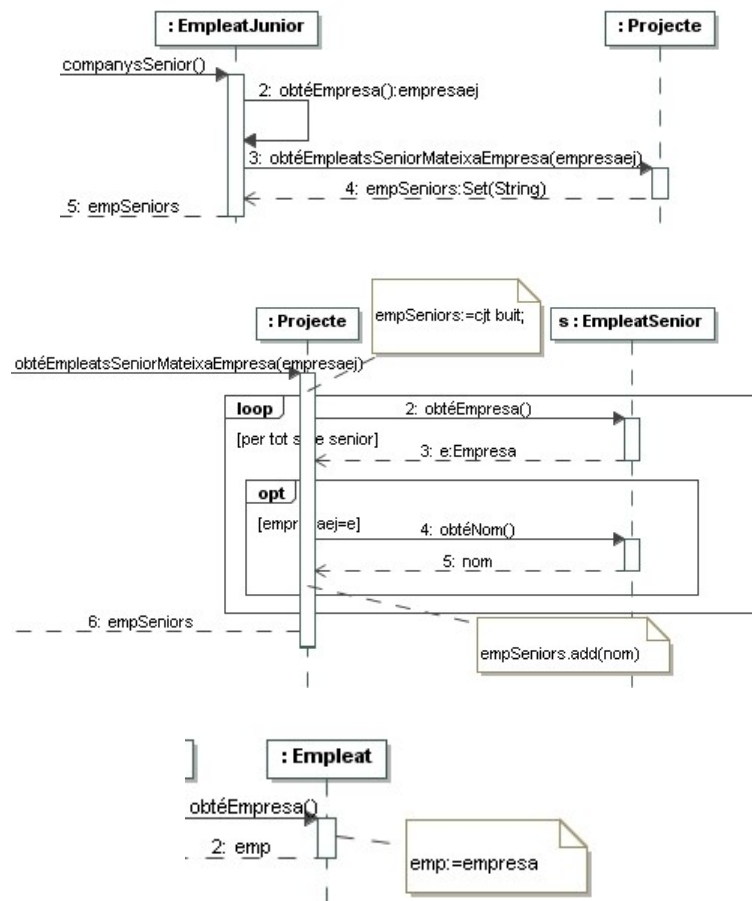 : EmpleatJunior
: Projecte
companysSenior()
2: obtéEmpresa():empresaej
3: obtéEmpleatsSeniorMateixaEmpresa(empresaej)
4: empSeniors:Set(String)
5: empSeniors
: Projecte
empSeniors:=cjt buit;
s : EmpleatSenior
obtéEmpleatsSeniorMateixaEmpresa(empresaej)
loop
2: obtéEmpresa()
[per tot s e senior]
3: e:Empresa
opt
[empr aej=e]
4: obtéNom()
5: nom
6: empSeniors
empSeniors.add(nom)
: Empleat
obtéEmpresa()
2: emp
emp:=empresa